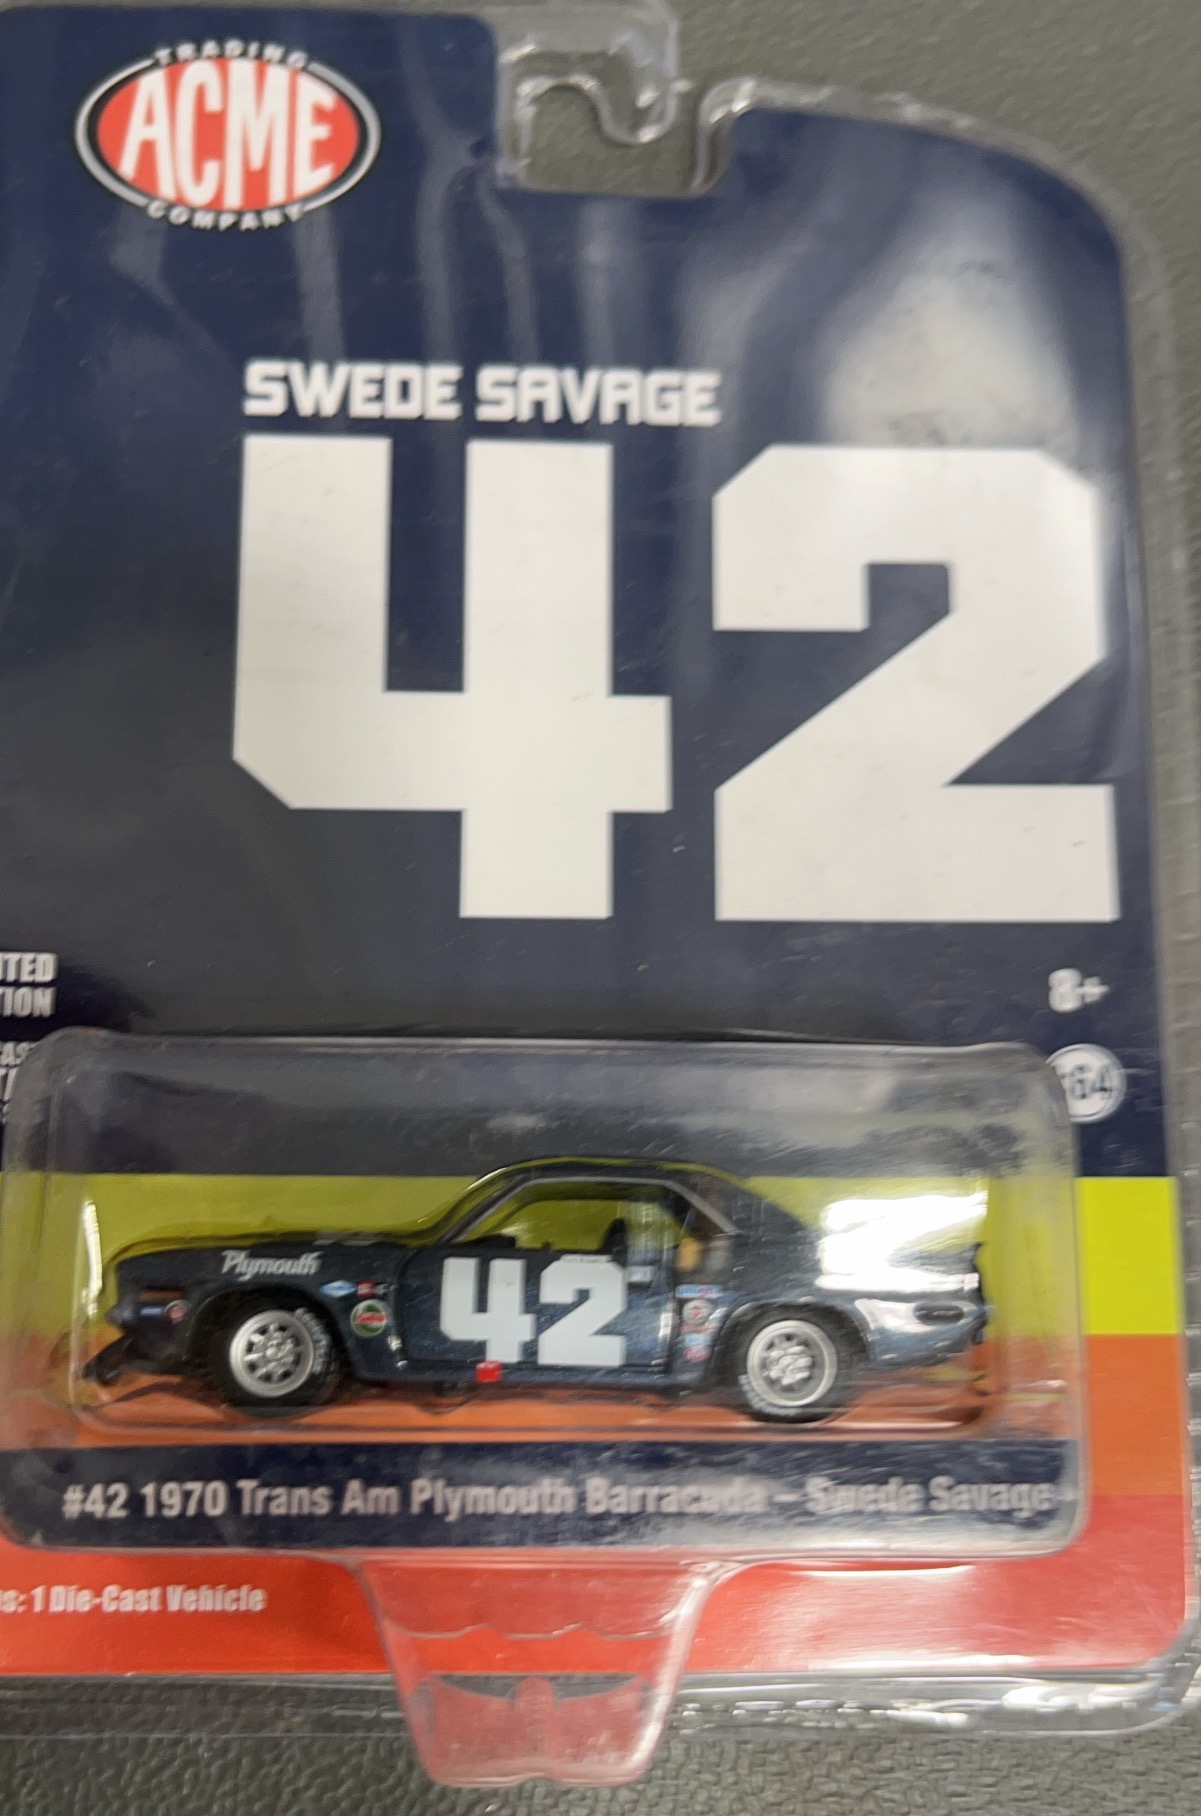 TRADING
ACME
COMPANY
SWEDE SAVAGE
42
8+
64
Plymouth
42
#42 1970 Trans Am Plymouth Barracuda – Swede Savage
1 Die-Cast Vehicle